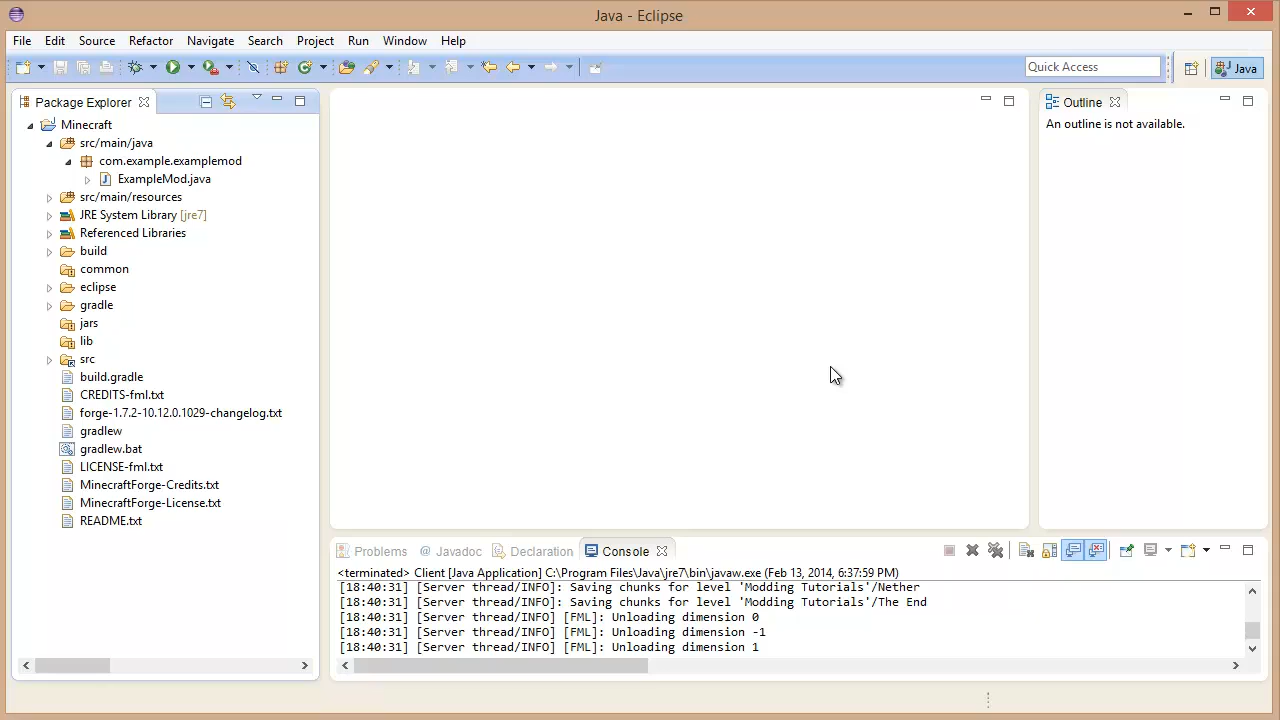 Java - Eclipse
File Edit Source Refactor Navigate Search Project Run Window Help
Quick Access
Java
Package Explorer
Minecraft
src/main/java
com.example.examplemod
ExampleMod.java
src/main/resources
JRE System Library [jre7]
Referenced Libraries
build
common
eclipse
gradle
jars
lib
src
build.gradle
CREDITS-fml.txt
forge-1.7.2-10.12.0.1029-changelog.txt
gradlew
gradlew.bat
LICENSE-fml.txt
MinecraftForge-Credits.txt
MinecraftForge-License.txt
README.txt
Outline
An outline is not available.
Problems @ Javadoc Declaration Console
<terminated> Client [Java Application] C:\Program Files\Java\jre7\bin\javaw.exe (Feb 13, 2014, 6:37:59 PM)
[18:40:31] [Server thread/INFO]: Saving chunks for level 'Modding Tutorials'/Nether
[18:40:31] [Server thread/INFO]: Saving chunks for level 'Modding Tutorials'/The End
[18:40:31] [Server thread/INFO] [FML]: Unloading dimension 0
[18:40:31] [Server thread/INFO] [FML]: Unloading dimension -1
[18:40:31] [Server thread/INFO] [FML]: Unloading dimension 1